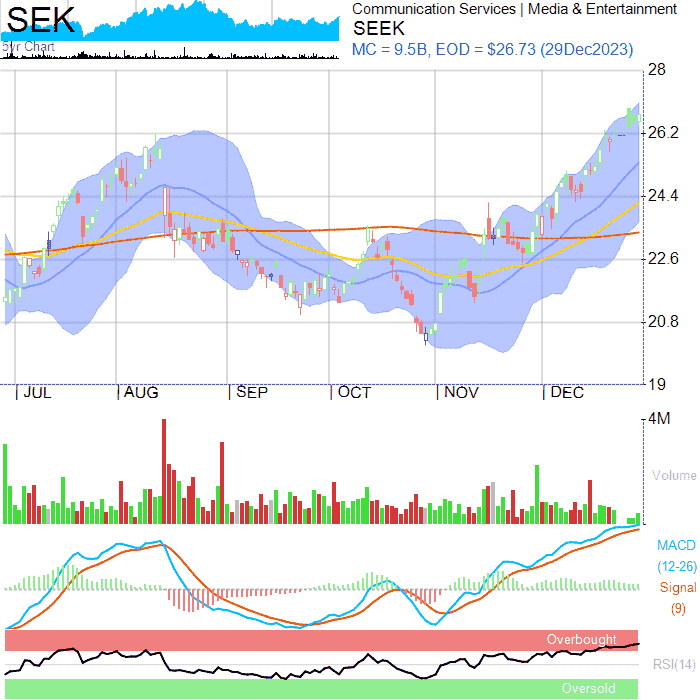 SEK
5yr Chart
Communication Services | Media & Entertainment
SEEK
MC = 9.5B, EOD = $26.73 (29Dec2023)
28
26.2
24.4
22.6
20.8
19
JUL
AUG
SEP
OCT
NOV
DEC
4M
Volume
MACD
(12-26)
Signal
(9)
Overbought
RSI(14)
Oversold